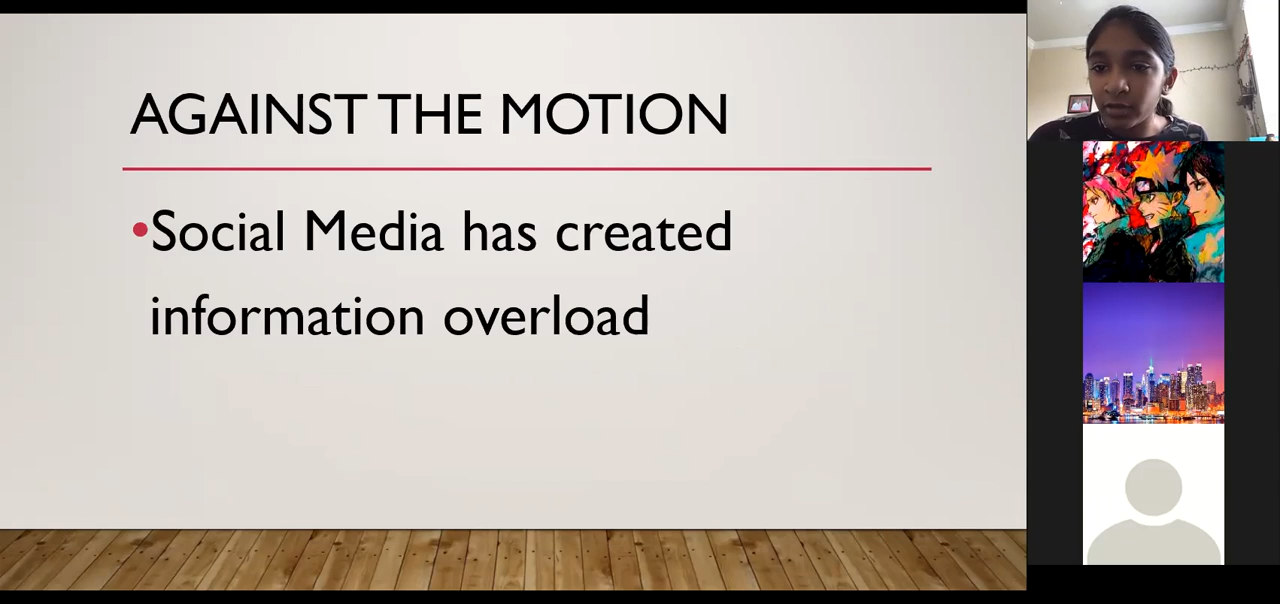 AGAINST THE MOTION
•Social Media has created
information overload